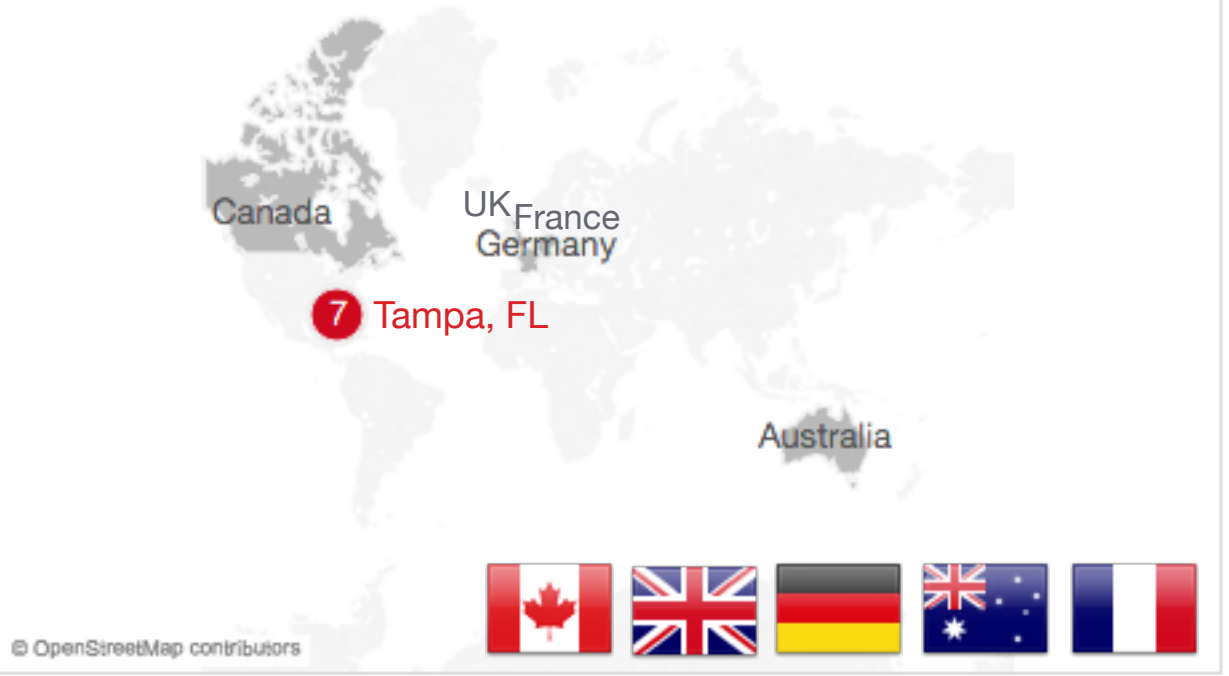 Canada
UK
France
Germany
7 Tampa, FL
Australia
© OpenStreetMap contributors